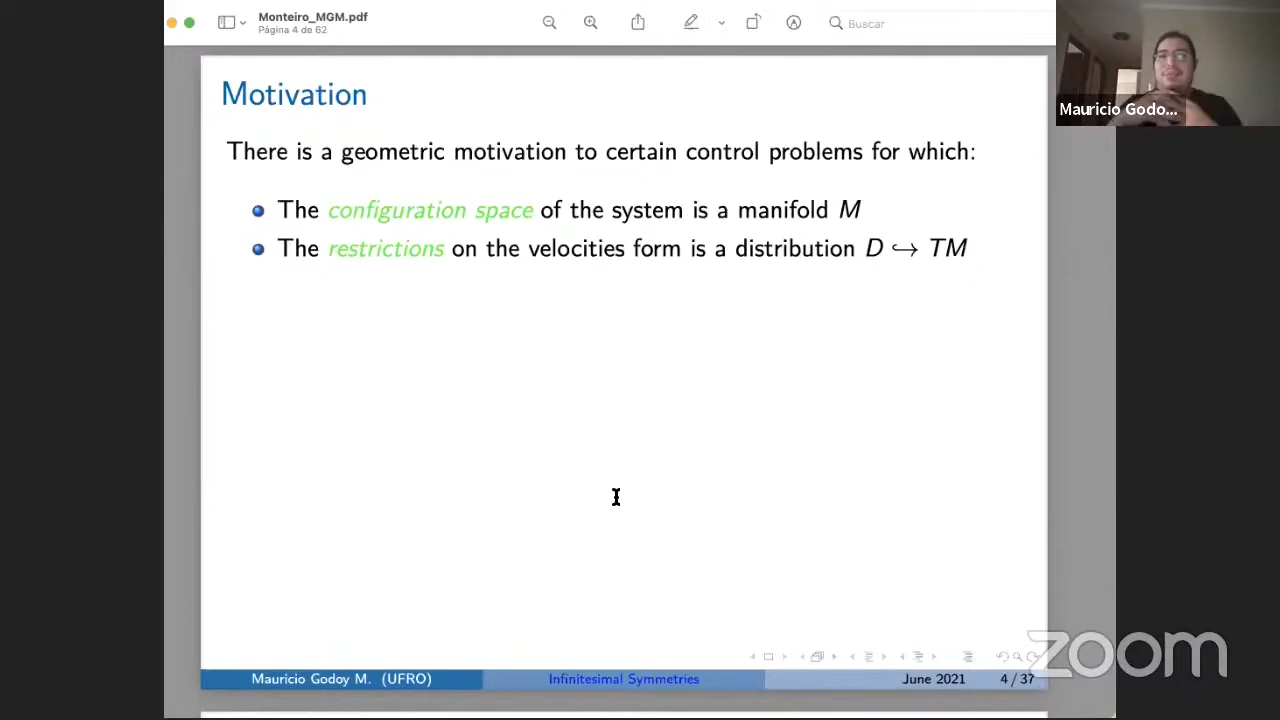 Monteiro_MGM.pdf
Página 4 de 62
Buscar
Mauricio Godo...
Motivation
There is a geometric motivation to certain control problems for which:
The configuration space of the system is a manifold M
The restrictions on the velocities form is a distribution D ↪ TM
zoom
Mauricio Godoy M. (UFRO)
Infinitesimal Symmetries
June 2021
4 / 37